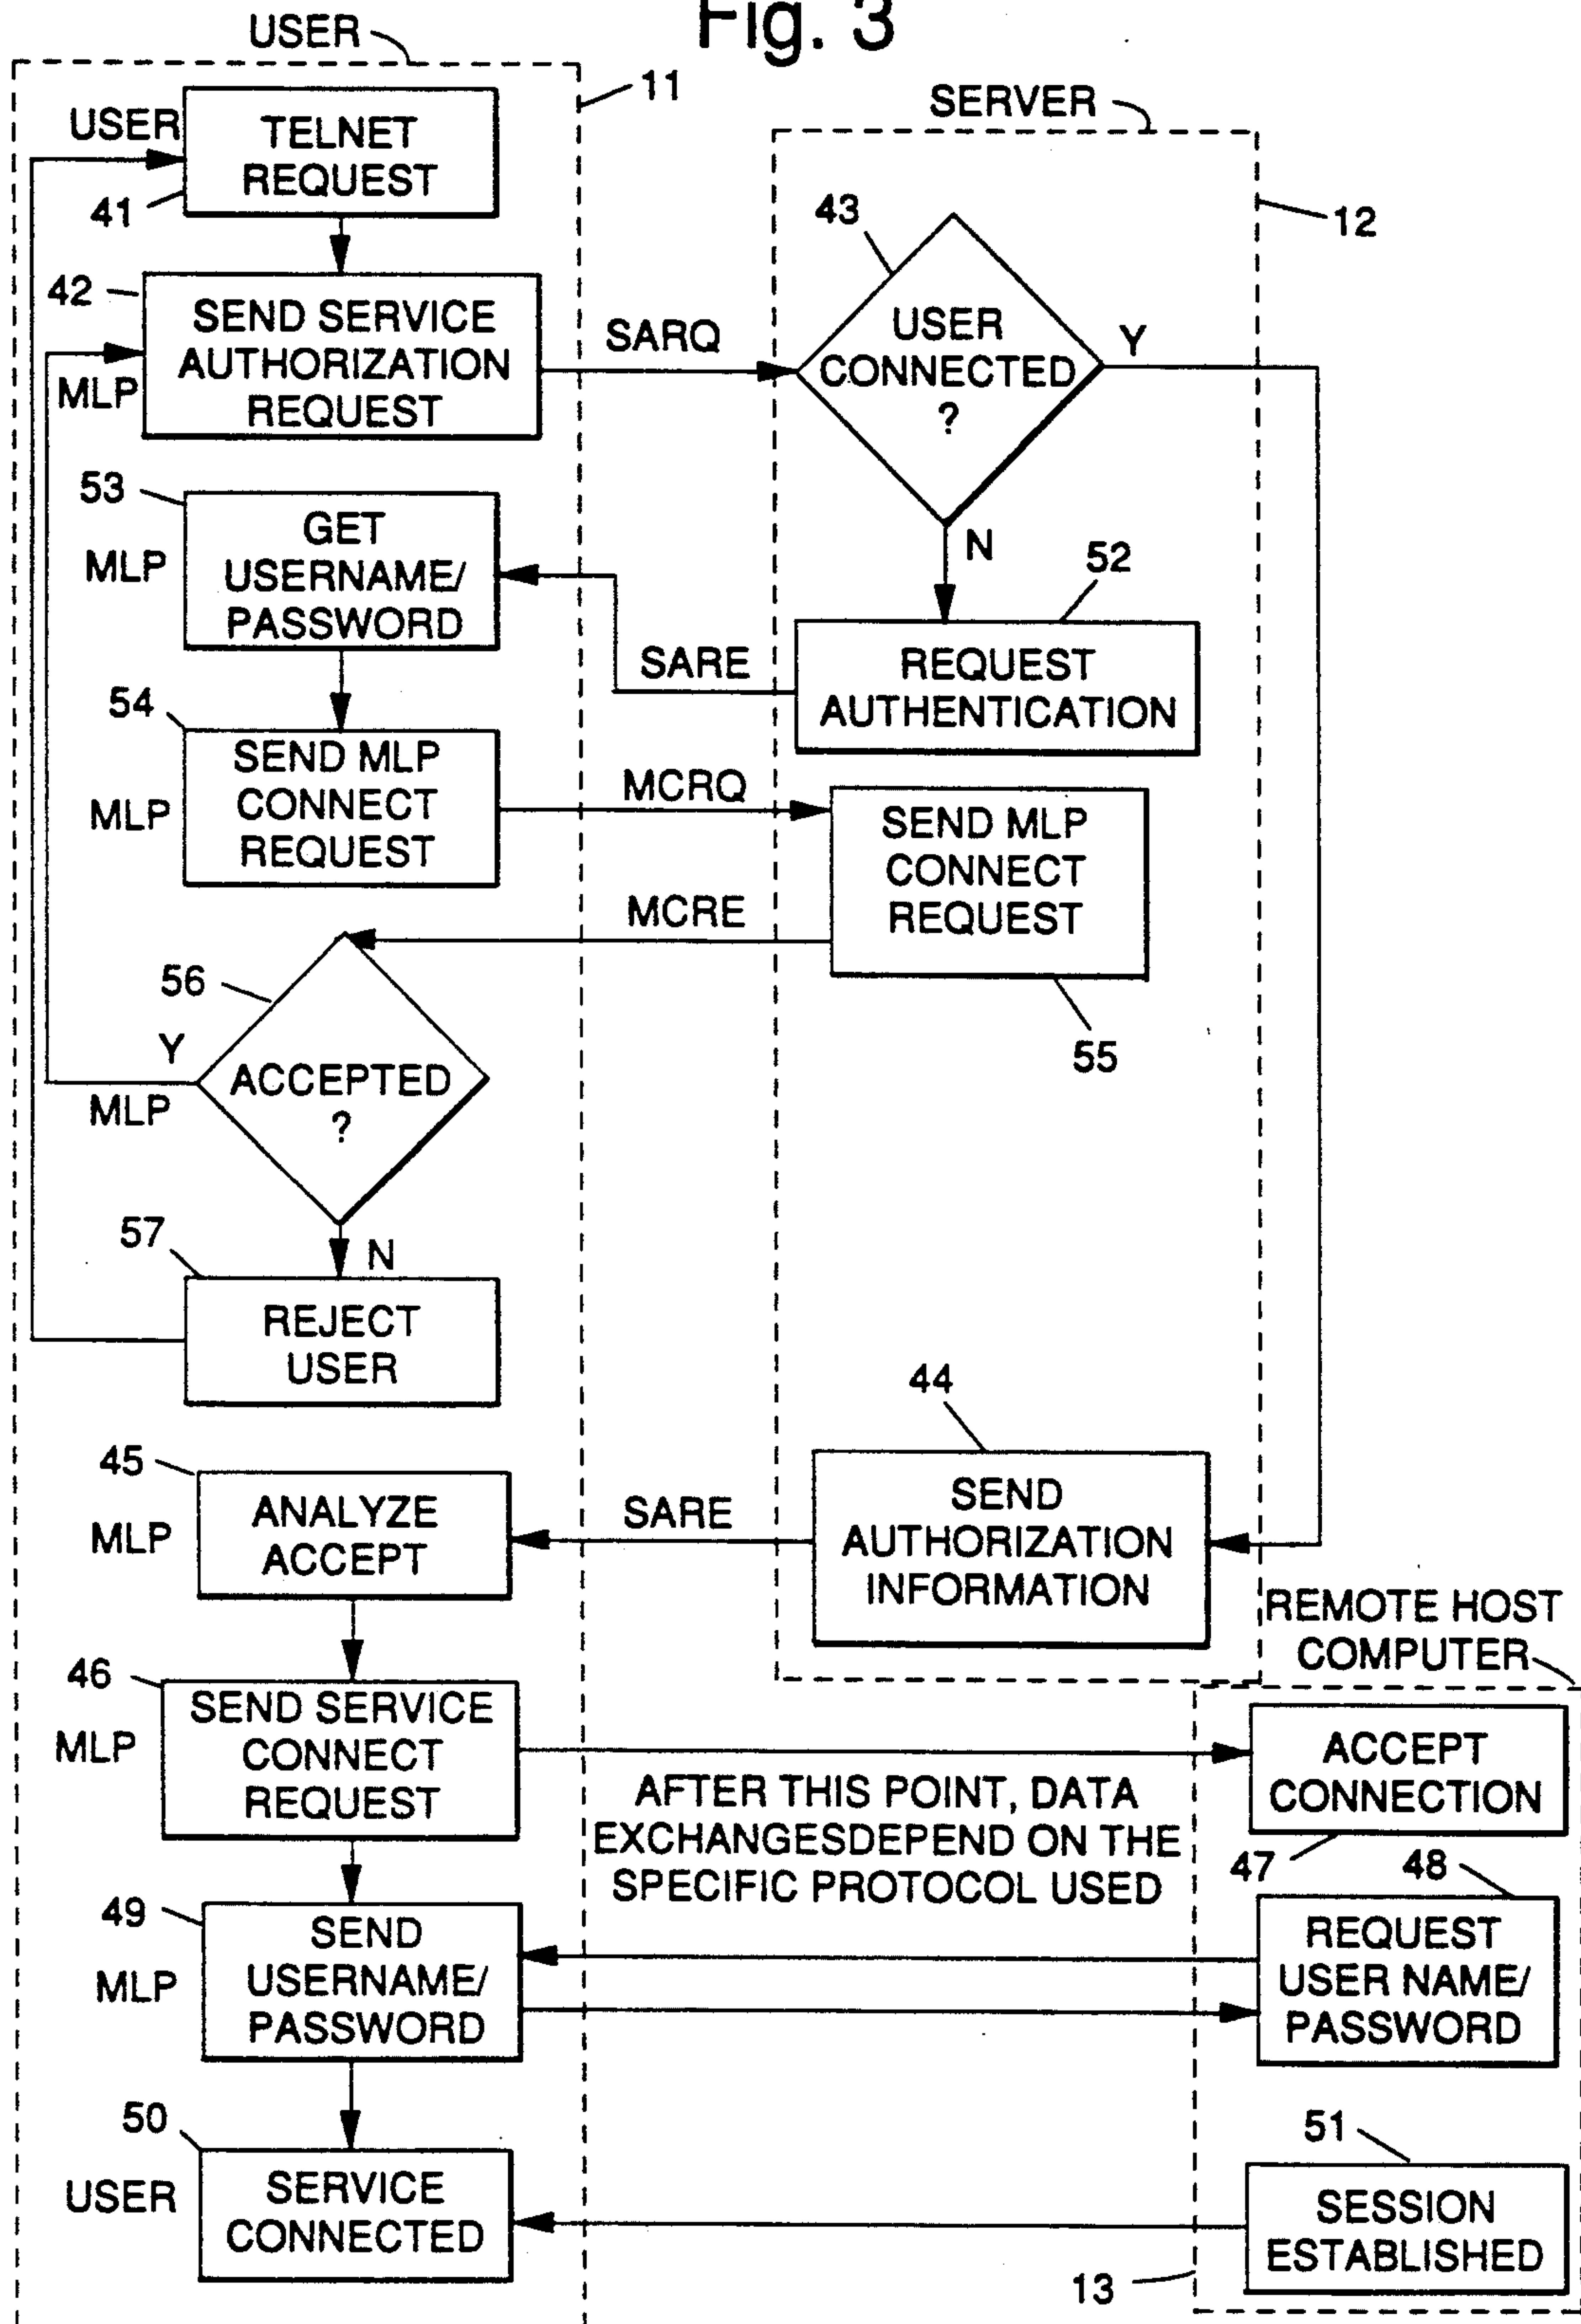 Fig. 3
USER
11
SERVER
USER
TELNET
REQUEST
41
12
43
42
SEND SERVICE
AUTHORIZATION
REQUEST
MLP
SARQ
USER
CONNECTED
?
Y
N
53
GET
USERNAME/
PASSWORD
MLP
52
SARE
REQUEST
AUTHENTICATION
54
SEND MLP
CONNECT
REQUEST
MLP
MCRQ
SEND MLP
CONNECT
REQUEST
MCRE
55
56
Y
MLP
ACCEPTED
?
N
57
REJECT
USER
44
45
ANALYZE
ACCEPT
MLP
SARE
SEND
AUTHORIZATION
INFORMATION
REMOTE HOST
COMPUTER
46
SEND SERVICE
CONNECT
REQUEST
MLP
ACCEPT
CONNECTION
AFTER THIS POINT, DATA
EXCHANGESDEPEND ON THE
SPECIFIC PROTOCOL USED
47
48
49
SEND
USERNAME/
PASSWORD
MLP
REQUEST
USER NAME/
PASSWORD
50
51
USER
SERVICE
CONNECTED
SESSION
ESTABLISHED
13